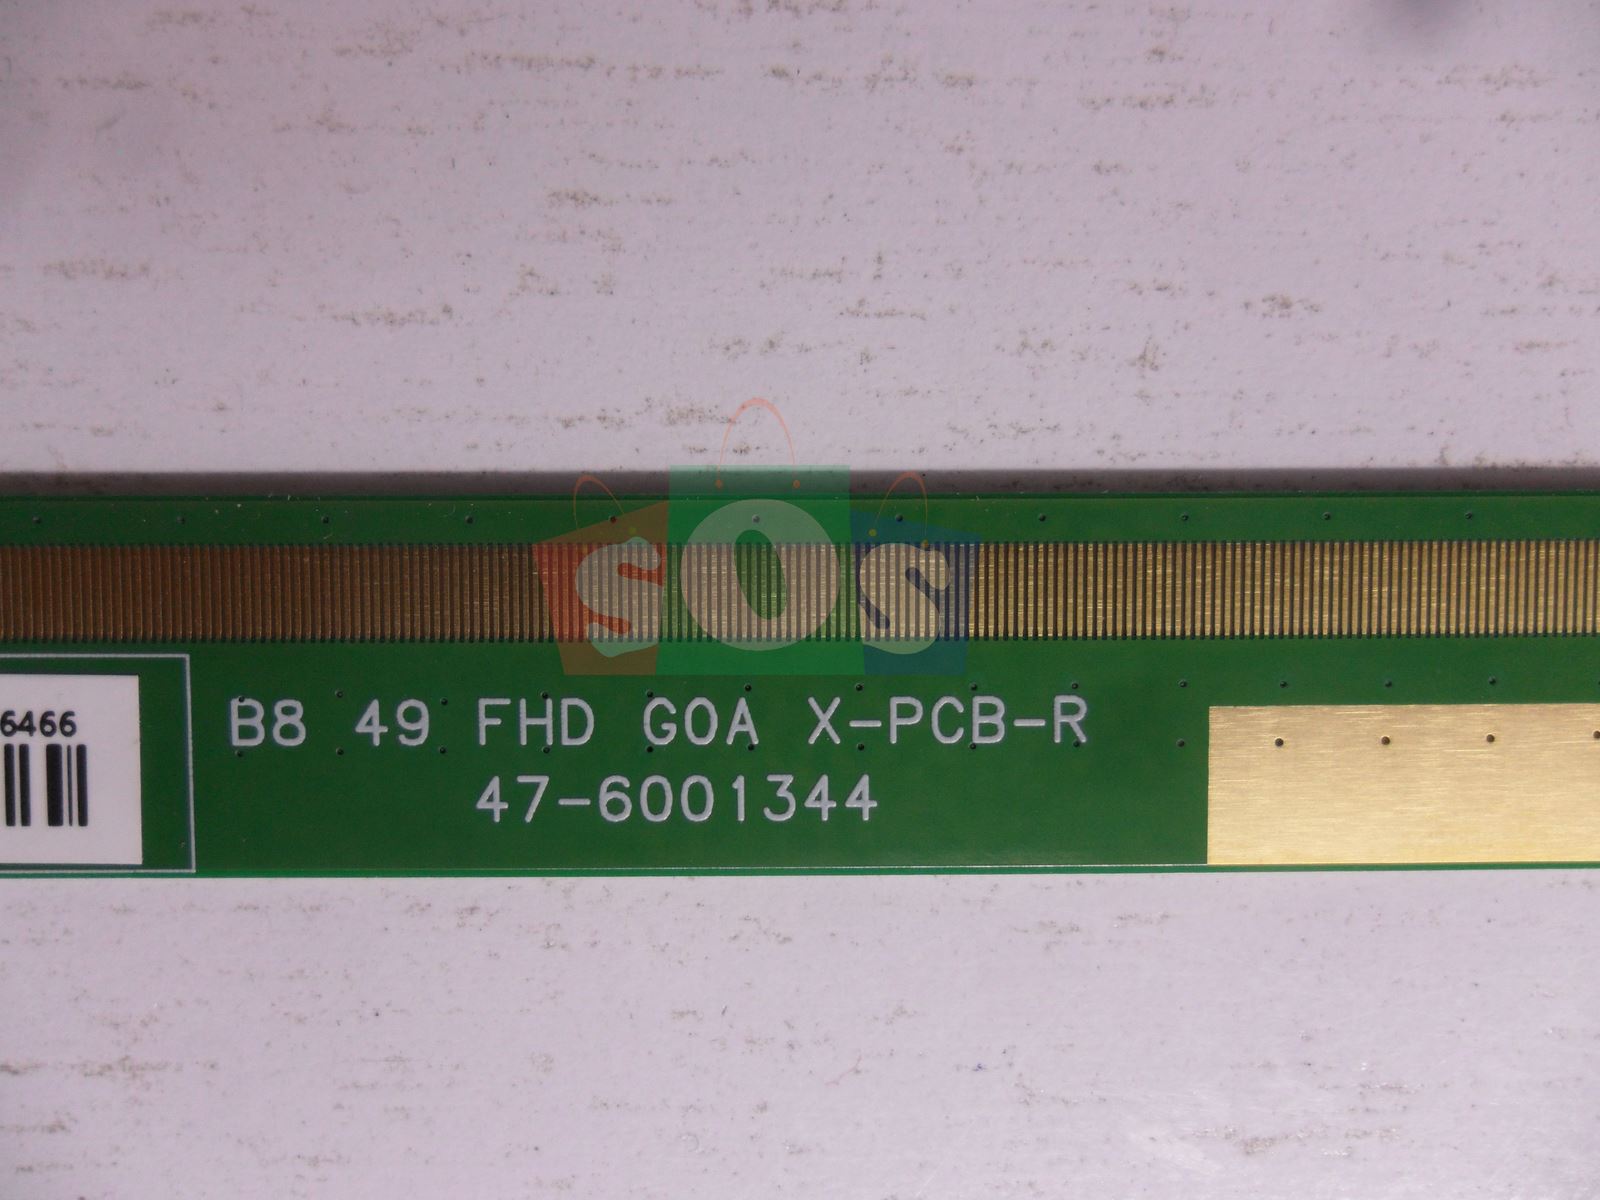 SOS
6466
B8 49 FHD GOA X-PCB-R
47-6001344